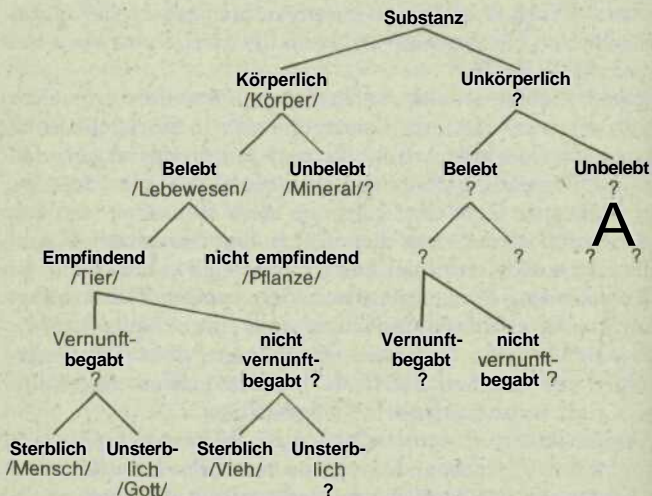 Substanz
Körperlich
/Körper/
Unkörperlich
?
Belebt
/Lebewesen/
Unbelebt
/Mineral/?
Belebt
?
Unbelebt
?
A
Empfindend
/Tier/
nicht empfindend
/Pflanze/
?
?
?
?
Vernunft-
begabt
?
nicht
vernunft-
begabt ?
Vernunft-
begabt
?
nicht
vernunft-
begabt ?
Sterblich
/Mensch/
Unsterb-
lich
/Gott/
Sterblich
/Vieh/
Unsterb-
lich
?